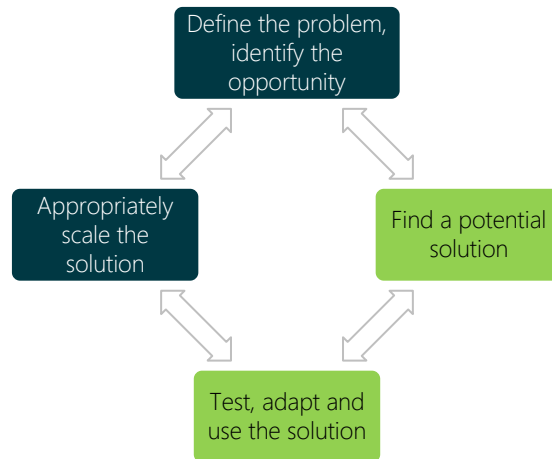 Define the problem,
identify the
opportunity
Appropriately
scale the
solution
Find a potential
solution
Test, adapt and
use the solution